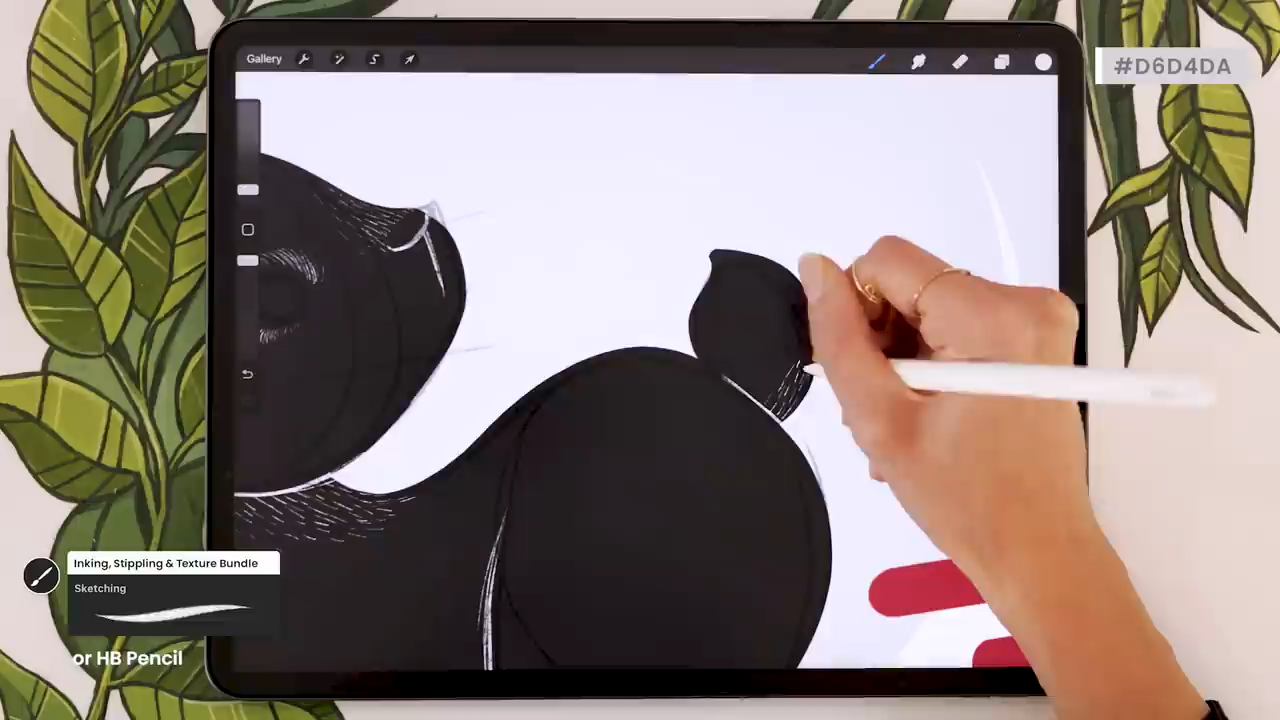 Gallery
#D6D4DA
Inking, Stippling & Texture Bundle
Sketching
or HB Pencil